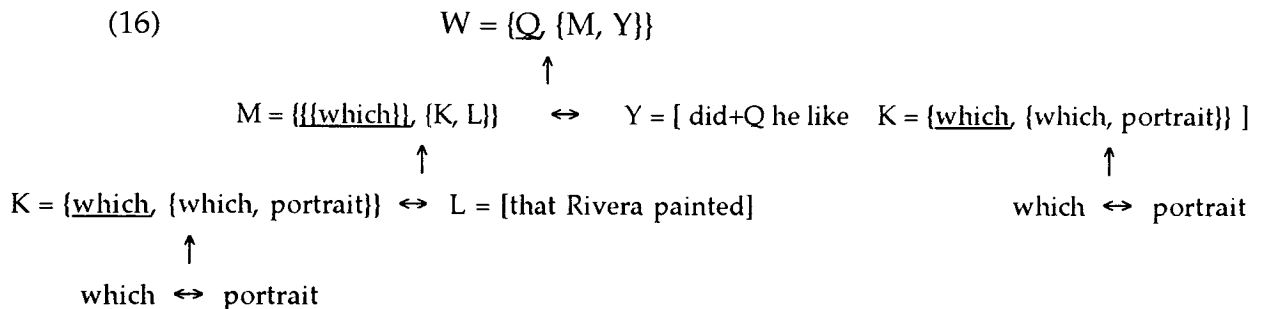 (16) W = {Q, {M, Y}}
↑
M = {{{which}}, {K, L}} ↔ Y = [ did+Q he like K = {which, {which, portrait}} ]
↑ ↑
K = {which, {which, portrait}} ↔ L = [that Rivera painted] which ↔ portrait
↑
which ↔ portrait